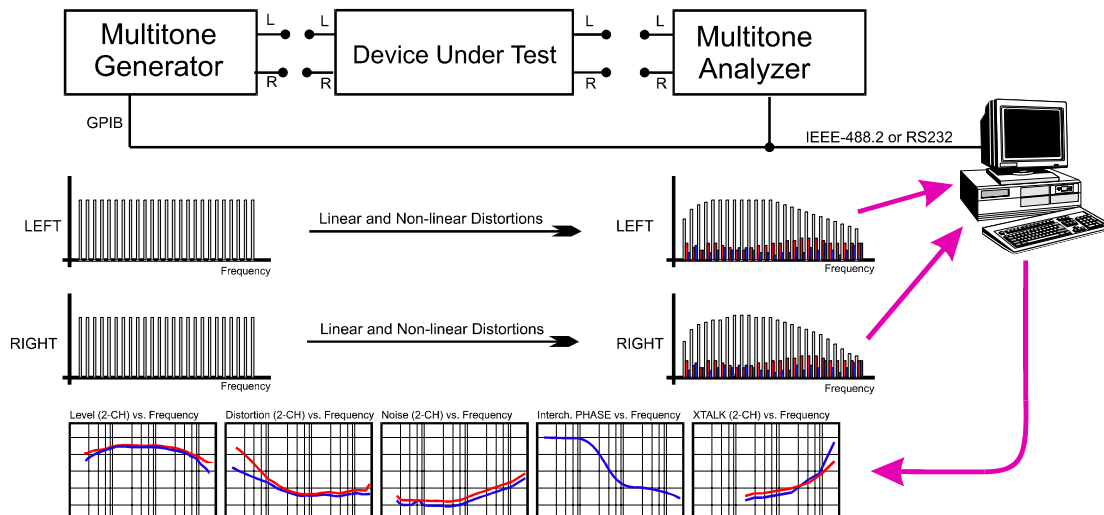 Multitone
Generator
L
R
L
R
Device Under Test
L
R
L
R
Multitone
Analyzer
GPIB
IEEE-488.2 or RS232
LEFT
Frequency
Linear and Non-linear Distortions
LEFT
Frequency
RIGHT
Frequency
Linear and Non-linear Distortions
RIGHT
Frequency
Level (2-CH) vs. Frequency
Distortion (2-CH) vs. Frequency
Noise (2-CH) vs. Frequency
Interch. PHASE vs. Frequency
XTALK (2-CH) vs. Frequency